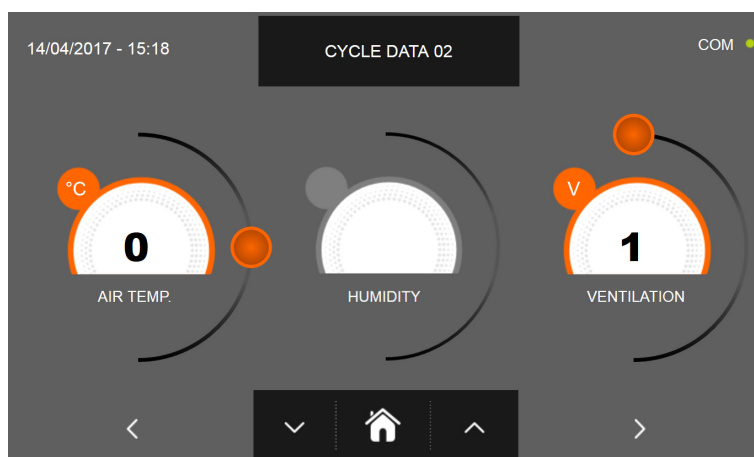 14/04/2017 - 15:18
CYCLE DATA 02
COM
°C
0
AIR TEMP.
HUMIDITY
V
1
VENTILATION